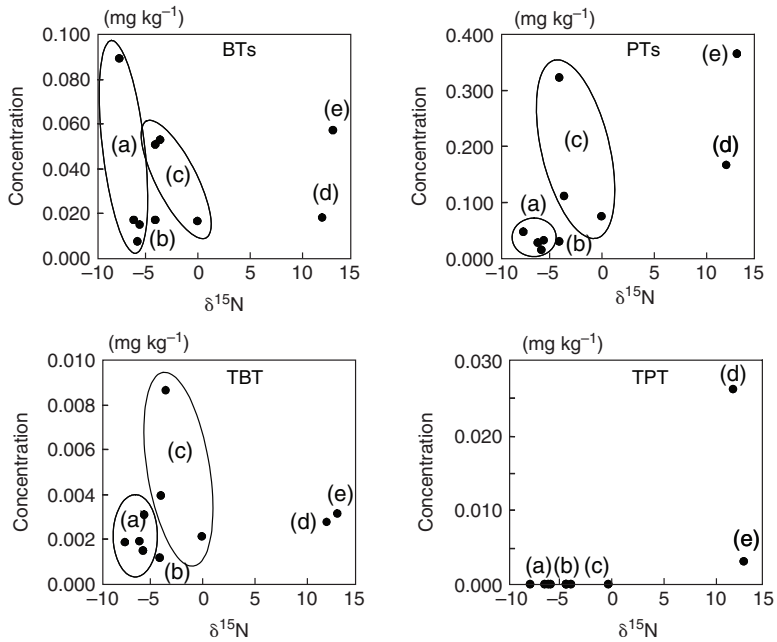 (mg kg⁻¹)
BTs
Concentration
0.100
0.080
0.060
0.040
0.020
0.000
(a)
(b)
(c)
(d)
(e)
−10 −5 0 5 10 15
δ¹⁵N
(mg kg⁻¹)
PTs
Concentration
0.400
0.300
0.200
0.100
0.000
(a)
(b)
(c)
(d)
(e)
−10 −5 0 5 10 15
δ¹⁵N
(mg kg⁻¹)
TBT
Concentration
0.010
0.008
0.006
0.004
0.002
0.000
(a)
(b)
(c)
(d)
(e)
−10 −5 0 5 10 15
δ¹⁵N
(mg kg⁻¹)
TPT
Concentration
0.030
0.020
0.010
0.000
(a) (b) (c)
(d)
(e)
−10 −5 0 5 10 15
δ¹⁵N